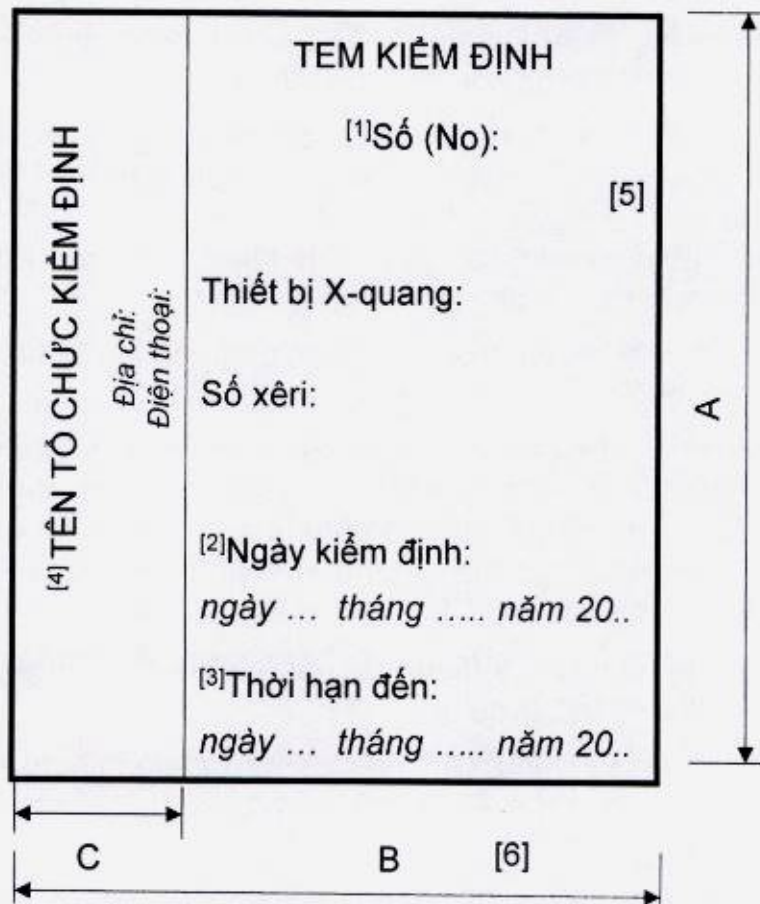 TEM KIỂM ĐỊNH
[1]Số (No):
[5]
Thiết bị X-quang:
Số xêri:
[2]Ngày kiểm định:
ngày ... tháng ..... năm 20..
[3]Thời hạn đến:
ngày ... tháng ..... năm 20..
[4] TÊN TỔ CHỨC KIỂM ĐỊNH
Địa chỉ:
Điện thoại:
A
C
B
[6]